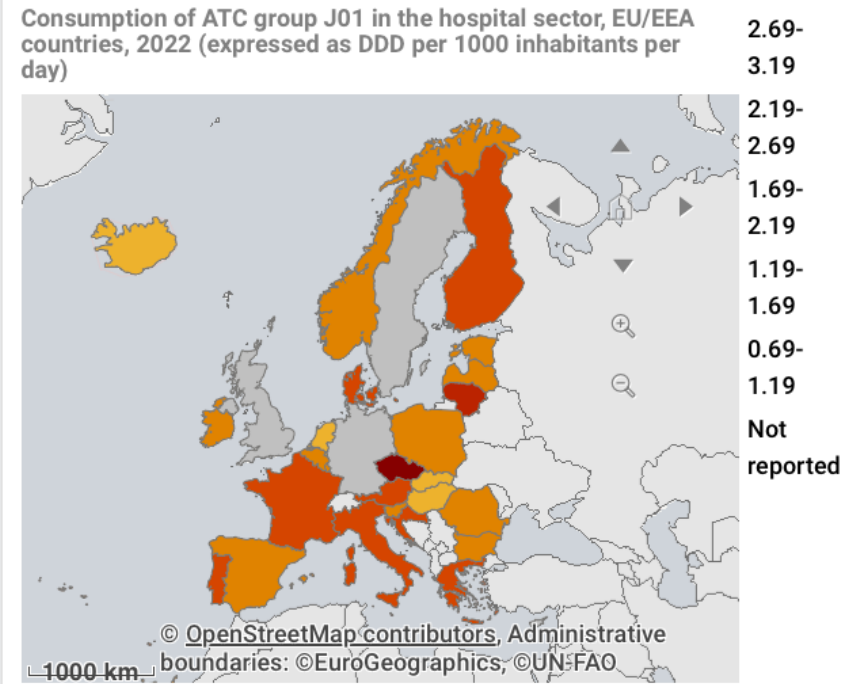 Consumption of ATC group J01 in the hospital sector, EU/EEA
countries, 2022 (expressed as DDD per 1000 inhabitants per
day)
2.69-
3.19
2.19-
2.69
1.69-
2.19
1.19-
1.69
0.69-
1.19
Not
reported
© OpenStreetMap contributors, Administrative
boundaries: ©EuroGeographics, ©UN-FAO
1000 km